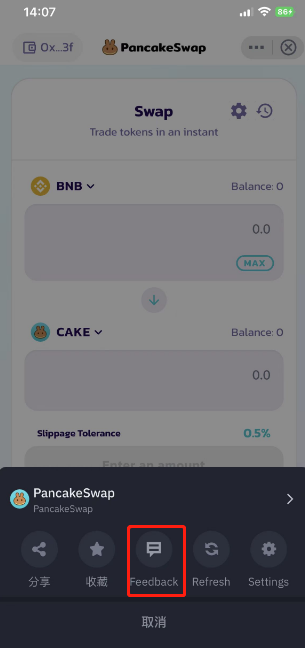 14:07
86+
0x...3f
PancakeSwap
Swap
Trade tokens in an instant
BNB
Balance: 0
0.0
MAX
CAKE
Balance: 0
0.0
Slippage Tolerance
0.5%
Enter an amount
PancakeSwap
PancakeSwap
分享
收藏
Feedback
Refresh
Settings
取消